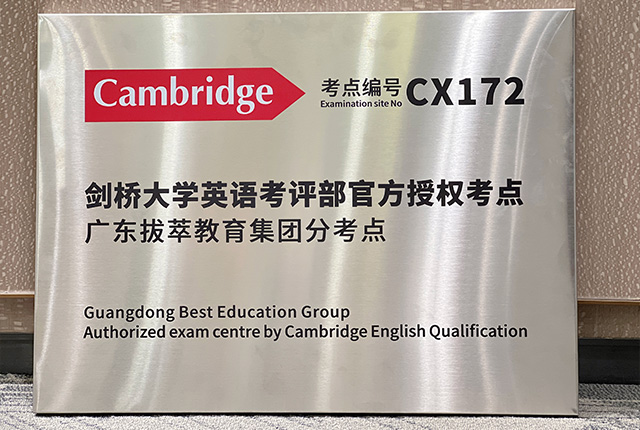 Cambridge
考点编号
Examination site No
CX172
剑桥大学英语考评部官方授权考点
广东拔萃教育集团分考点
Guangdong Best Education Group
Authorized exam centre by Cambridge English Qualification